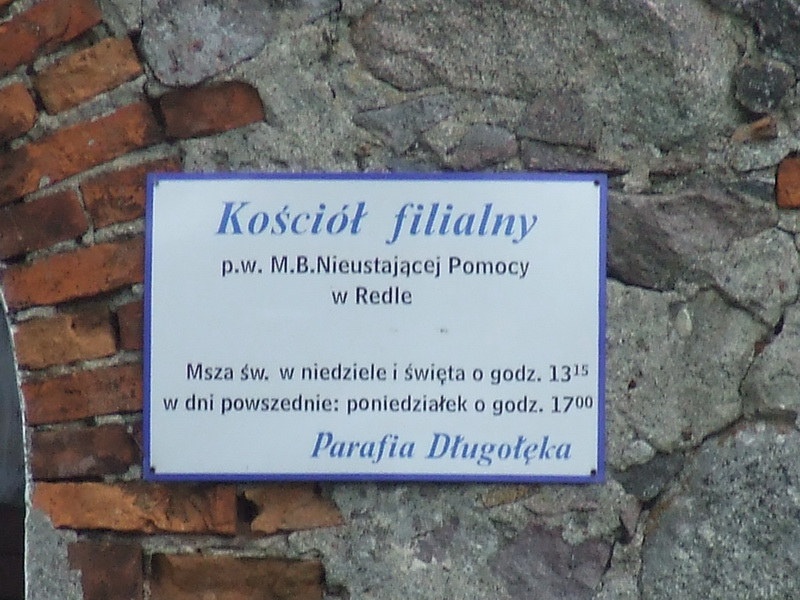 Kościół filialny
p.w. M.B.Nieustającej Pomocy
w Redle
Msza św. w niedziele i święta o godz. 13¹⁵
w dni powszednie: poniedziałek o godz. 17⁰⁰
Parafia Długołęka